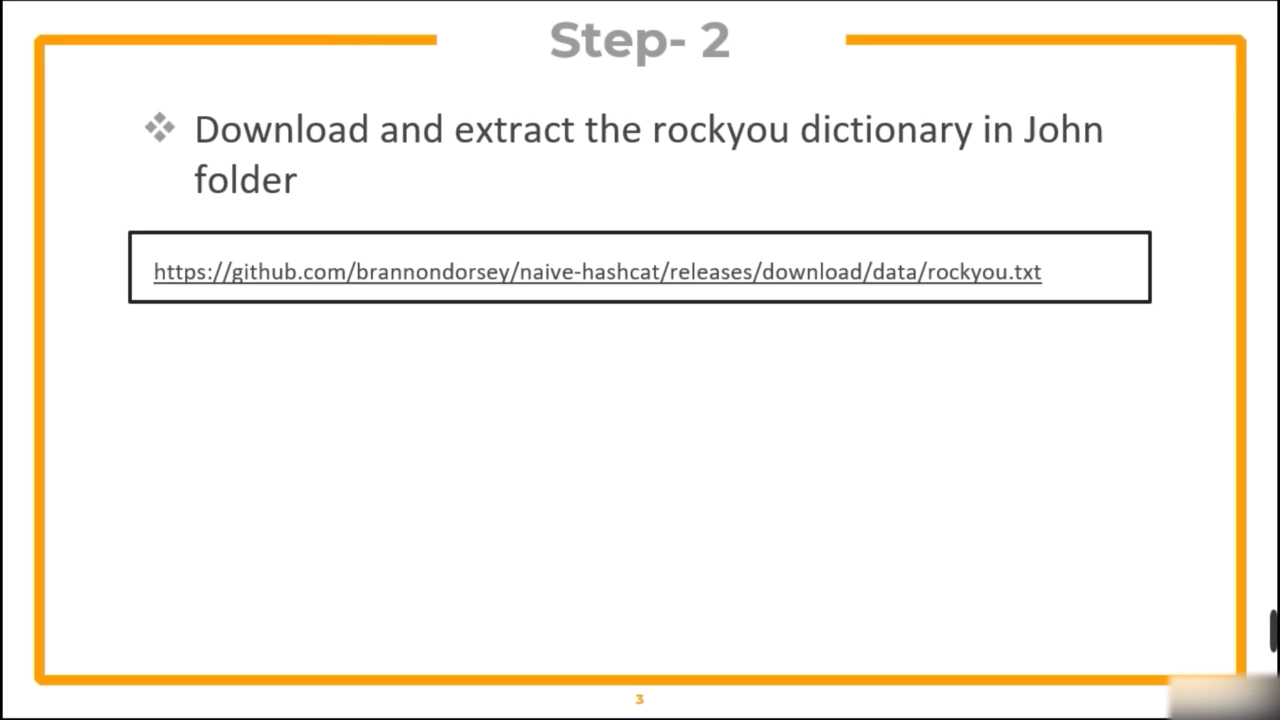 Step- 2
Download and extract the rockyou dictionary in John
folder
https://github.com/brannondorsey/naive-hashcat/releases/download/data/rockyou.txt
3